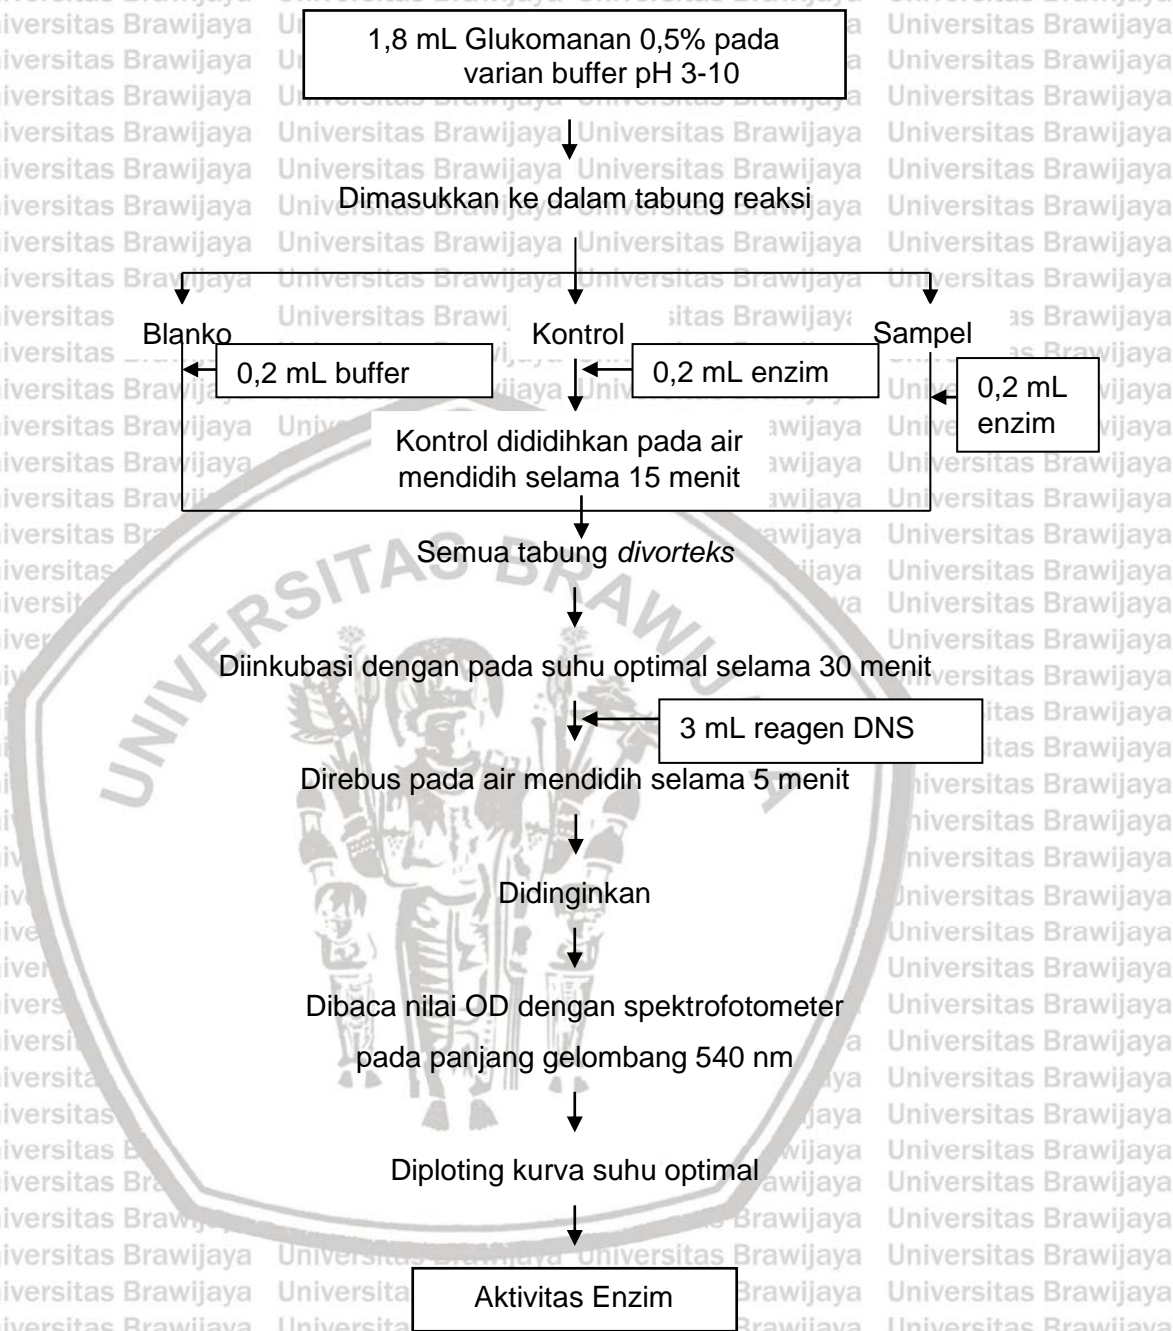 1,8 mL Glukomanan 0,5% pada
varian buffer pH 3-10
Dimasukkan ke dalam tabung reaksi
Blanko
Kontrol
Sampel
0,2 mL buffer
0,2 mL enzim
0,2 mL
enzim
Kontrol dididihkan pada air
mendidih selama 15 menit
Semua tabung divorteks
Diinkubasi dengan pada suhu optimal selama 30 menit
3 mL reagen DNS
Direbus pada air mendidih selama 5 menit
Didinginkan
Dibaca nilai OD dengan spektrofotometer
pada panjang gelombang 540 nm
Diploting kurva suhu optimal
Aktivitas Enzim
UNIVERSITAS BRAWIJAYA
Universitas Brawijaya